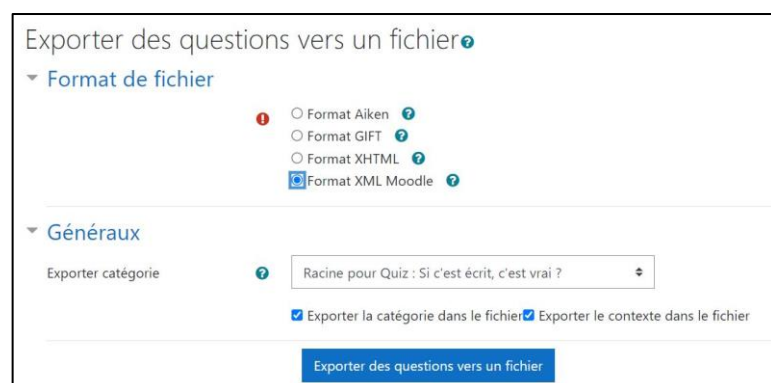 Exporter des questions vers un fichier
Format de fichier
Format Aiken
Format GIFT
Format XHTML
Format XML Moodle
Généraux
Exporter catégorie
Racine pour Quiz : Si c'est écrit, c'est vrai ?
Exporter la catégorie dans le fichier Exporter le contexte dans le fichier
Exporter des questions vers un fichier